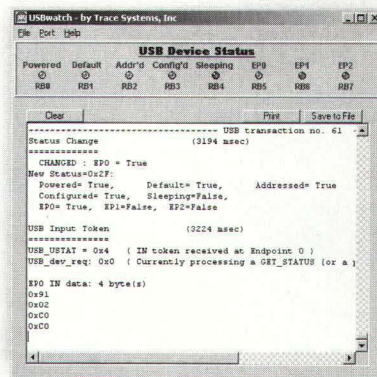 USBwatch - by Trace Systems, Inc
File Port Help
USB Device Status
Powered Default Addr'd Config'd Sleeping EP0 EP1 EP2
RB0 RB1 RB2 RB3 RB4 RB5 RB6 RB7
Clear Print Save to File
------------------------------------ USB transaction no. 61 -
Status Change (3194 msec)
=============
CHANGED : EP0 = True
New Status=0x2F:
Powered= True, Default= True, Addressed= True
Configured= True, Sleeping=False,
EP0= True, EP1=False, EP2=False
USB Input Token (3224 msec)
===============
USB_USTAT = 0x4 ( IN token received at Endpoint 0 )
USB_dev_req: 0x0 ( Currently processing a GET_STATUS (or a
EP0 IN data: 4 byte(s)
0x91
0x02
0xC0
0xC0